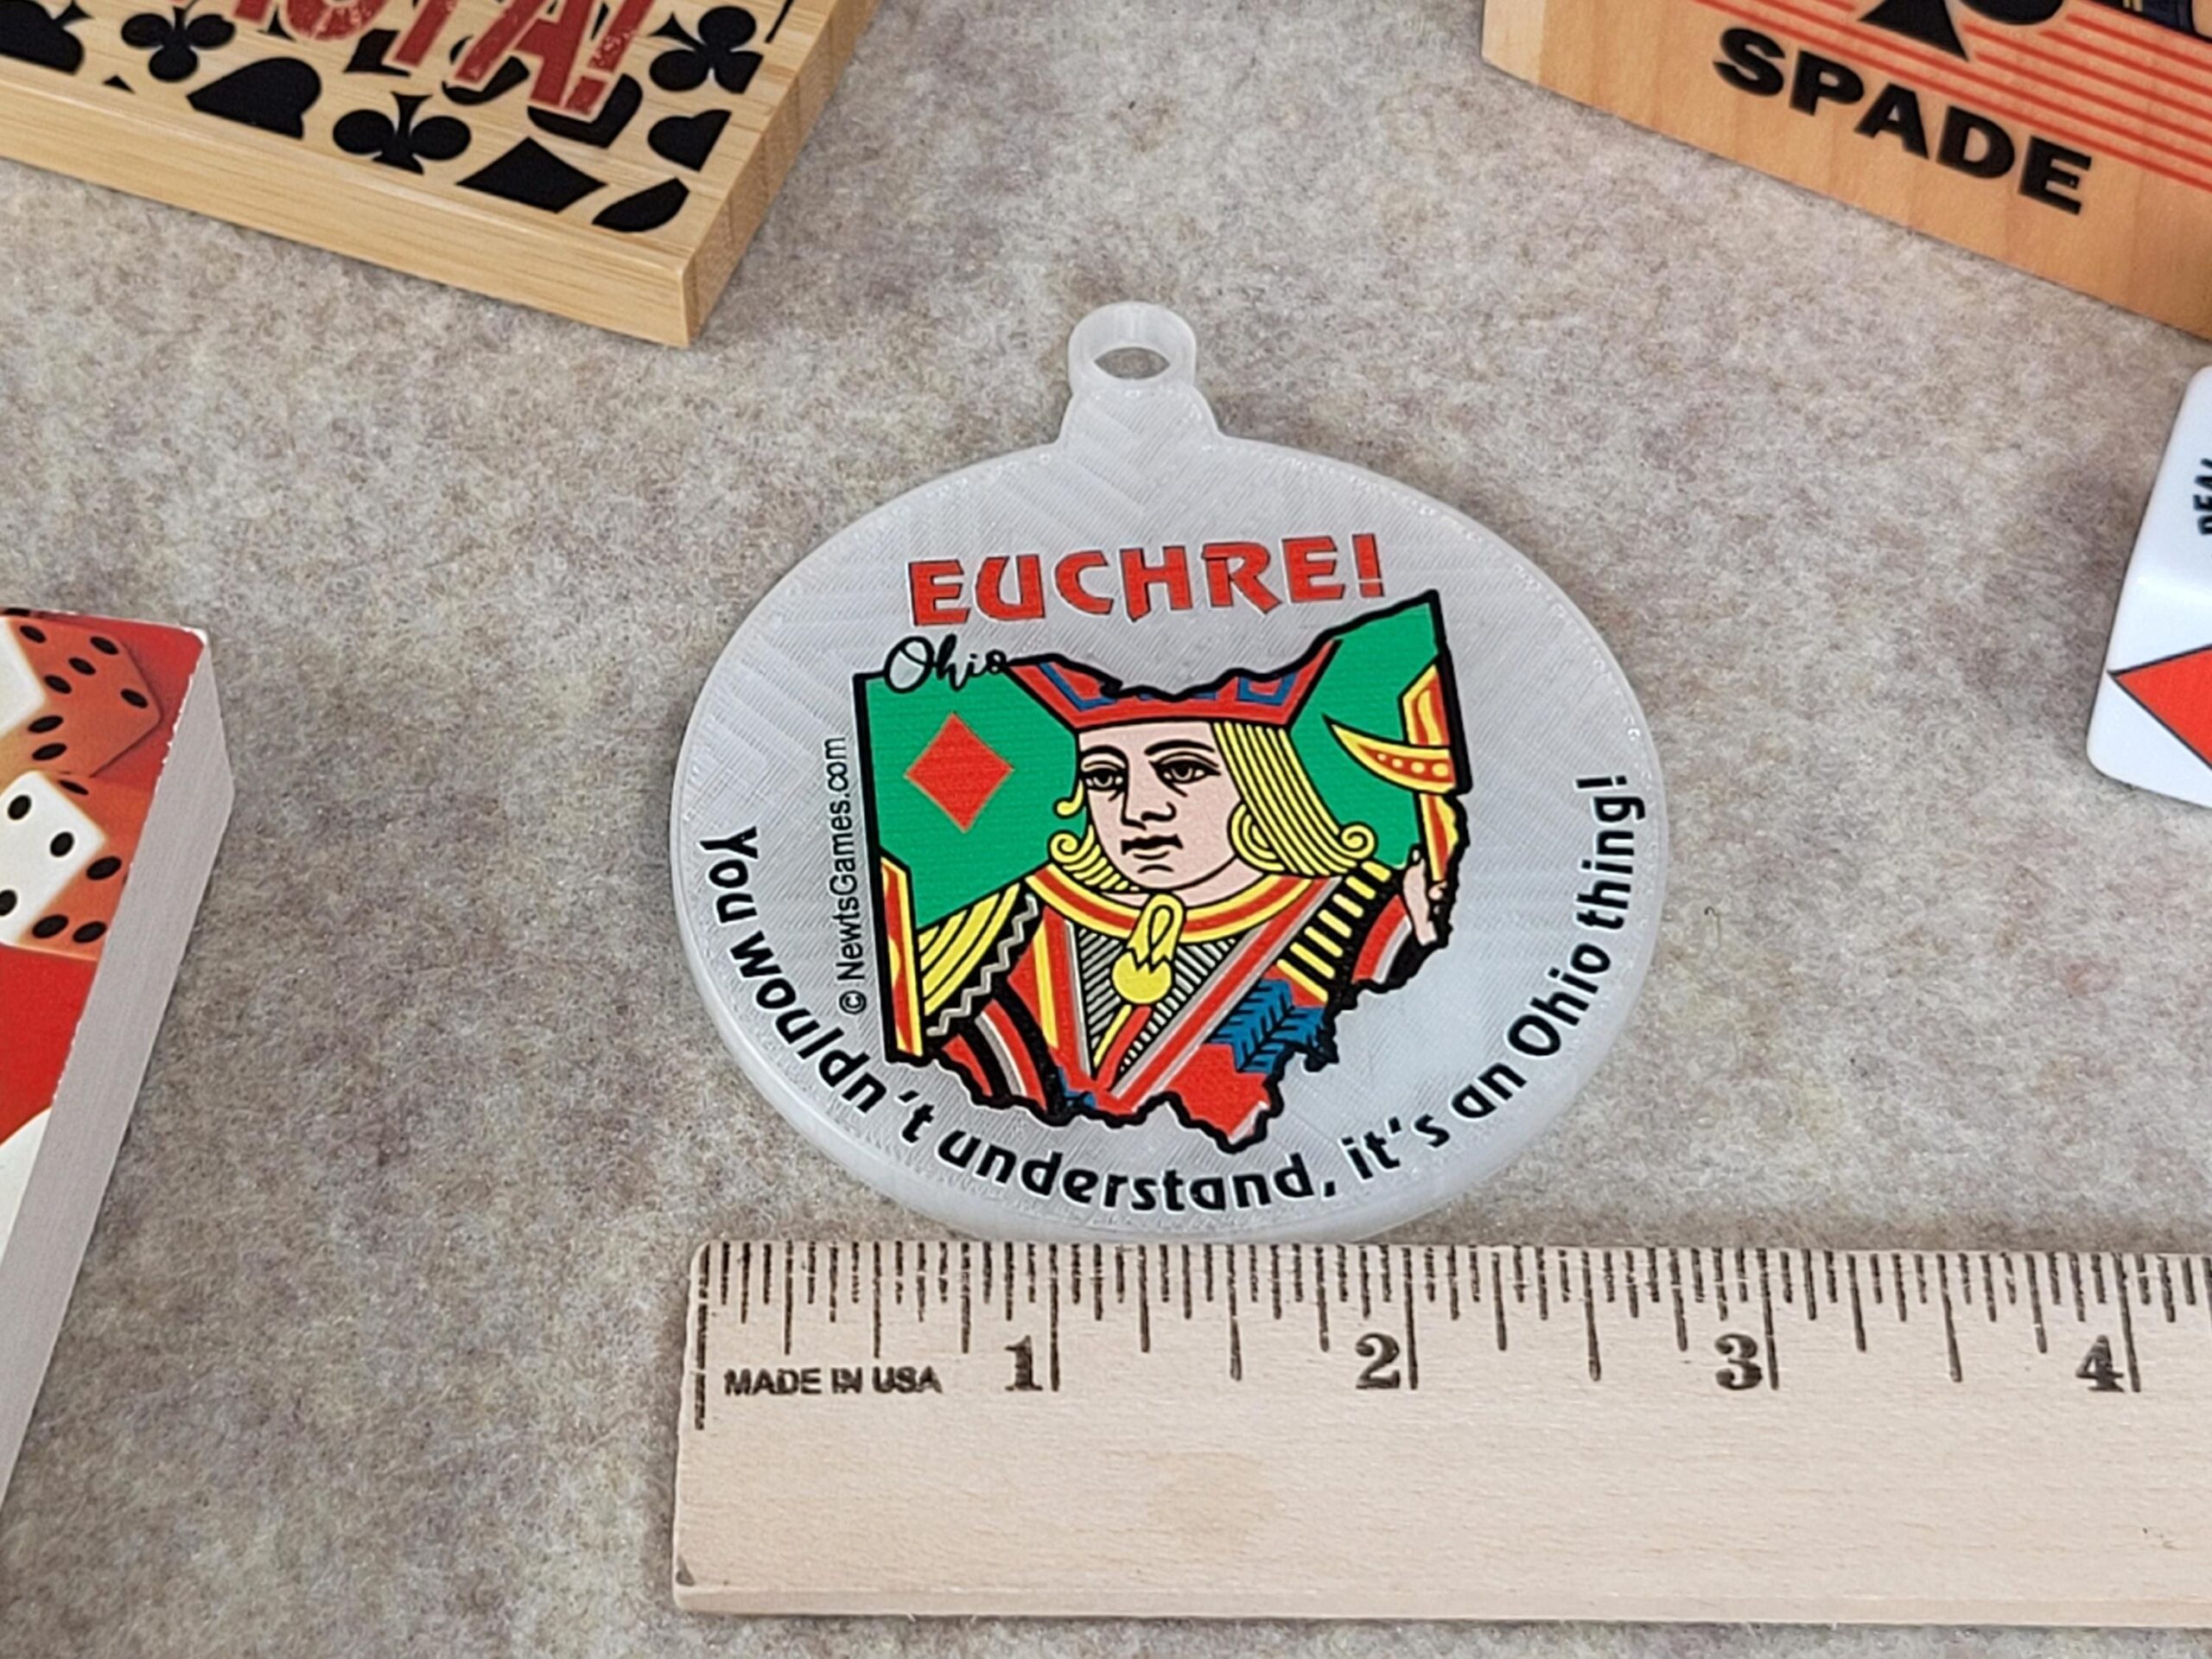 SPADE
EUCHRE!
Ohio
© NewtsGames.com
You wouldn't understand, it's an Ohio thing!
1 2 3 4
MADE IN USA